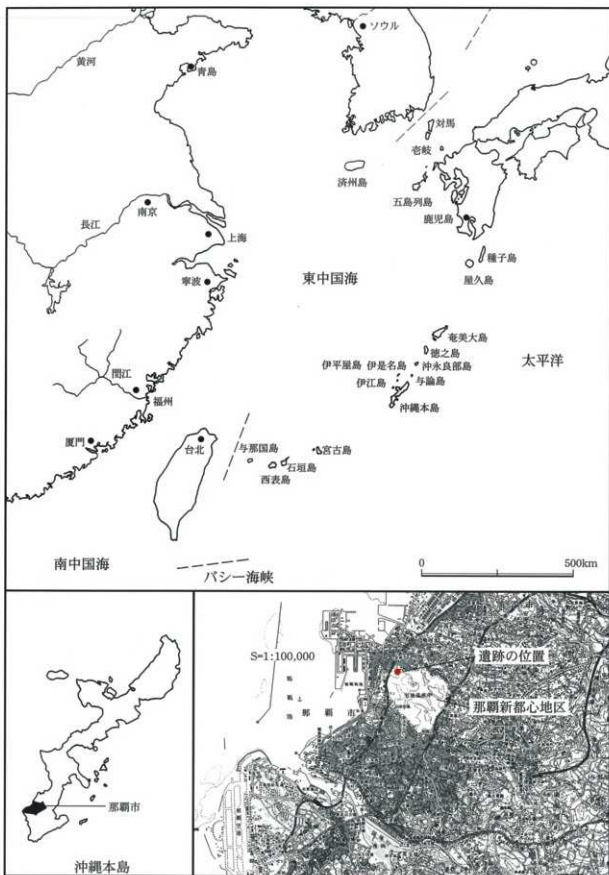 ソウル
黄河
青島
対馬
壱岐
済州島
五島列島
鹿児島
南京
長江
上海
種子島
屋久島
東中国海
寧波
奄美大島
徳之島
太平洋
伊平屋島
伊是名島
沖永良部島
与論島
伊江島
沖縄本島
閩江
福州
厦門
台北
与那国島
宮古島
石垣島
西表島
南中国海
バシー海峡
0
500km
S=1:100,000
遺跡の位置
那覇市
那覇新都心地区
那覇市
沖縄本島